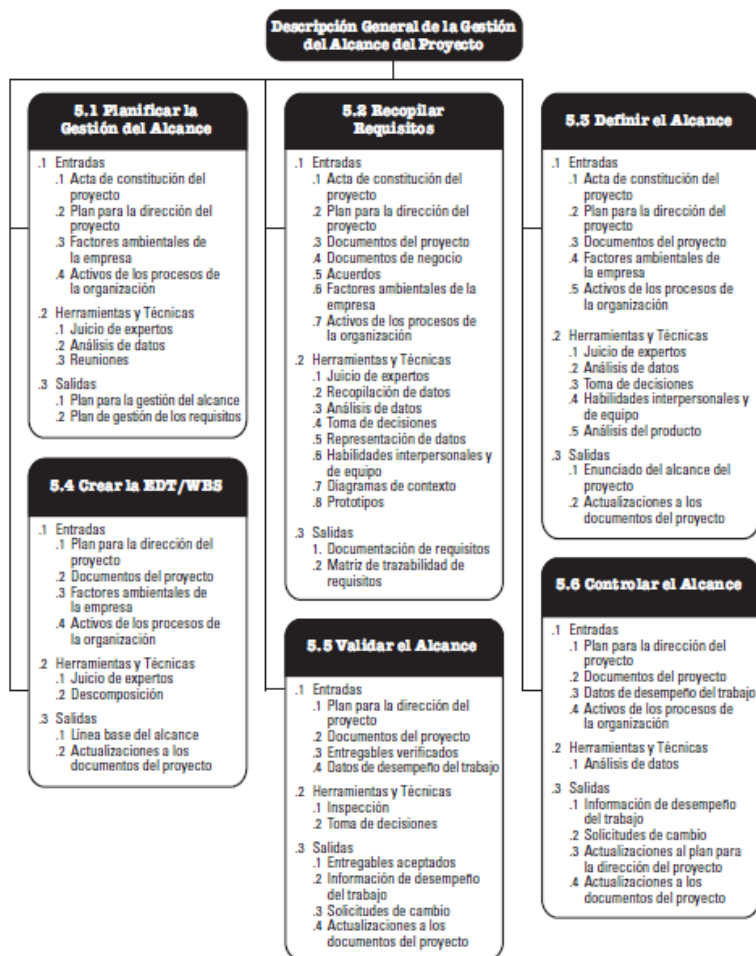 Descripción General de la Gestión
del Alcance del Proyecto
5.1 Planificar la
Gestión del Alcance
.1 Entradas
.1 Acta de constitución del
proyecto
.2 Plan para la dirección del
proyecto
.3 Factores ambientales de
la empresa
.4 Activos de los procesos de
la organización
.2 Herramientas y Técnicas
.1 Juicio de expertos
.2 Análisis de datos
.3 Reuniones
.3 Salidas
.1 Plan para la gestión del alcance
.2 Plan de gestión de los requisitos
5.2 Recopilar
Requisitos
.1 Entradas
.1 Acta de constitución del
proyecto
.2 Plan para la dirección del
proyecto
.3 Documentos del proyecto
.4 Documentos de negocio
.5 Acuerdos
.6 Factores ambientales de la
empresa
.7 Activos de los procesos de
la organización
.2 Herramientas y Técnicas
.1 Juicio de expertos
.2 Recopilación de datos
.3 Análisis de datos
.4 Toma de decisiones
.5 Representación de datos
.6 Habilidades interpersonales y
de equipo
.7 Diagramas de contexto
.8 Prototipos
.3 Salidas
1. Documentación de requisitos
.2 Matriz de trazabilidad de
requisitos
5.3 Definir el Alcance
.1 Entradas
.1 Acta de constitución del
proyecto
.2 Plan para la dirección del
proyecto
.3 Documentos del proyecto
.4 Factores ambientales de
la empresa
.5 Activos de los procesos de
la organización
.2 Herramientas y Técnicas
.1 Juicio de expertos
.2 Análisis de datos
.3 Toma de decisiones
.4 Habilidades interpersonales y
de equipo
.5 Análisis del producto
.3 Salidas
.1 Enunciado del alcance del
proyecto
.2 Actualizaciones a los
documentos del proyecto
5.4 Crear la EDT/WBS
.1 Entradas
.1 Plan para la dirección del
proyecto
.2 Documentos del proyecto
.3 Factores ambientales de
la empresa
.4 Activos de los procesos de
la organización
.2 Herramientas y Técnicas
.1 Juicio de expertos
.2 Descomposición
.3 Salidas
.1 Línea base del alcance
.2 Actualizaciones a los
documentos del proyecto
5.5 Validar el Alcance
.1 Entradas
.1 Plan para la dirección del
proyecto
.2 Documentos del proyecto
.3 Entregables verificados
.4 Datos de desempeño del trabajo
.2 Herramientas y Técnicas
.1 Inspección
.2 Toma de decisiones
.3 Salidas
.1 Entregables aceptados
.2 Información de desempeño
del trabajo
.3 Solicitudes de cambio
.4 Actualizaciones a los
documentos del proyecto
5.6 Controlar el Alcance
.1 Entradas
.1 Plan para la dirección del
proyecto
.2 Documentos del proyecto
.3 Datos de desempeño del trabajo
.4 Activos de los procesos de
la organización
.2 Herramientas y Técnicas
.1 Análisis de datos
.3 Salidas
.1 Información de desempeño
del trabajo
.2 Solicitudes de cambio
.3 Actualizaciones al plan para
la dirección del proyecto
.4 Actualizaciones a los
documentos del proyecto